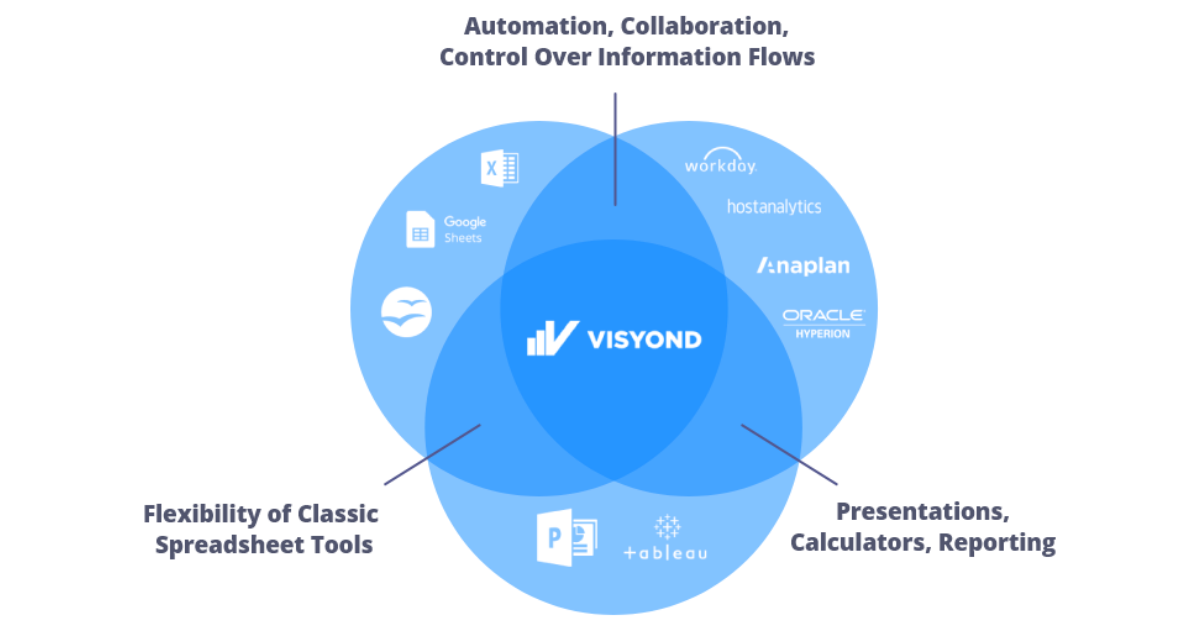 Automation, Collaboration,
Control Over Information Flows
X
Google
Sheets
workday.
hostanalytics
Anaplan
ORACLE
HYPERION
VISYOND
Flexibility of Classic
Spreadsheet Tools
Presentations,
Calculators, Reporting
P
+ableau